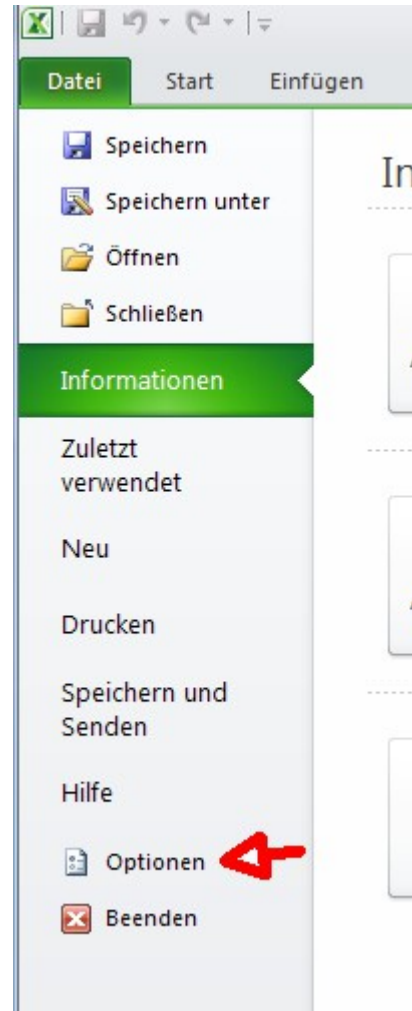 Datei Start Einfügen
Speichern
Speichern unter
Öffnen
Schließen
Informationen
Zuletzt
verwendet
Neu
Drucken
Speichern und
Senden
Hilfe
Optionen
Beenden